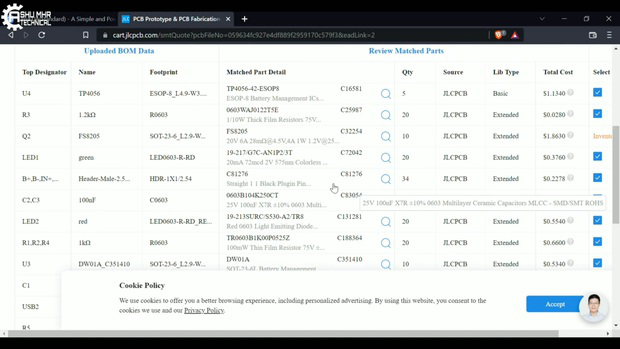 ASHU MHR
TECHNICAL
dard) - A Simple and Po
PCB Prototype & PCB Fabrication
cart.jlcpcb.com/smtQuote?pcbFileNo=059634fc927e4df889f2959170c579f3&eadLink=2
Uploaded BOM Data Review Matched Parts
Top Designator Name Footprint Matched Part Detail Qty Source Lib Type Total Cost Select
U4 TP4056 ESOP-8_L4.9-W3.... TP4056-42-ESOP8 C16581 5 JLCPCB Basic $1.1340
ESOP-8 Battery Management ICs...
R3 1.2kΩ R0603 0603WAJ0122T5E C25987 20 JLCPCB Extended $0.0280
1/10W Thick Film Resistors 75V...
Q2 FS8205 SOT-23-6_L2.9-W... FS8205 C32254 10 JLCPCB Extended $1.8630 Invento
20V 6A 28mΩ@4.5V,4A 1W 1.2V@25...
LED1 green LED0603-R-RD 19-217/G7C-AN1P2/3T C72042 20 JLCPCB Extended $0.3760
20mA 72mcd 2V 575nm Colorless ...
B+,B-,IN+,... Header-Male-2.5... HDR-1X1/2.54 C81276 C81276 34 JLCPCB Extended $0.2278
Straight 1 1 Black Plugin Pin...
C2,C3 100nF C0603 0603B104K250CT
25V 100nF X7R ±10% 0603 Multi...
25V 100nF X7R ±10% 0603 Multilayer Ceramic Capacitors MLCC - SMD/SMT ROHS
LED2 red LED0603-R-RD_RE... 19-213SURC/S530-A2/TR8 C131281 20 JLCPCB Extended $0.5540
Red 0603 Light Emitting Diode...
R1,R2,R4 1kΩ R0603 TR0603B1K00P0525Z C188364 20 JLCPCB Extended $0.6600
100mW Thin Film Resistor 75V ±...
U3 DW01A_C351410 SOT-23-6_L2.9-W... DW01A C351410 10 JLCPCB Extended $0.5340
SOT-23-6L Battery Management
C1
USB2
R5
Cookie Policy
We use cookies to offer you a better browsing experience, including personalized advertising. By using this website, you consent to the
cookies we use and our Privacy Policy.
Accept